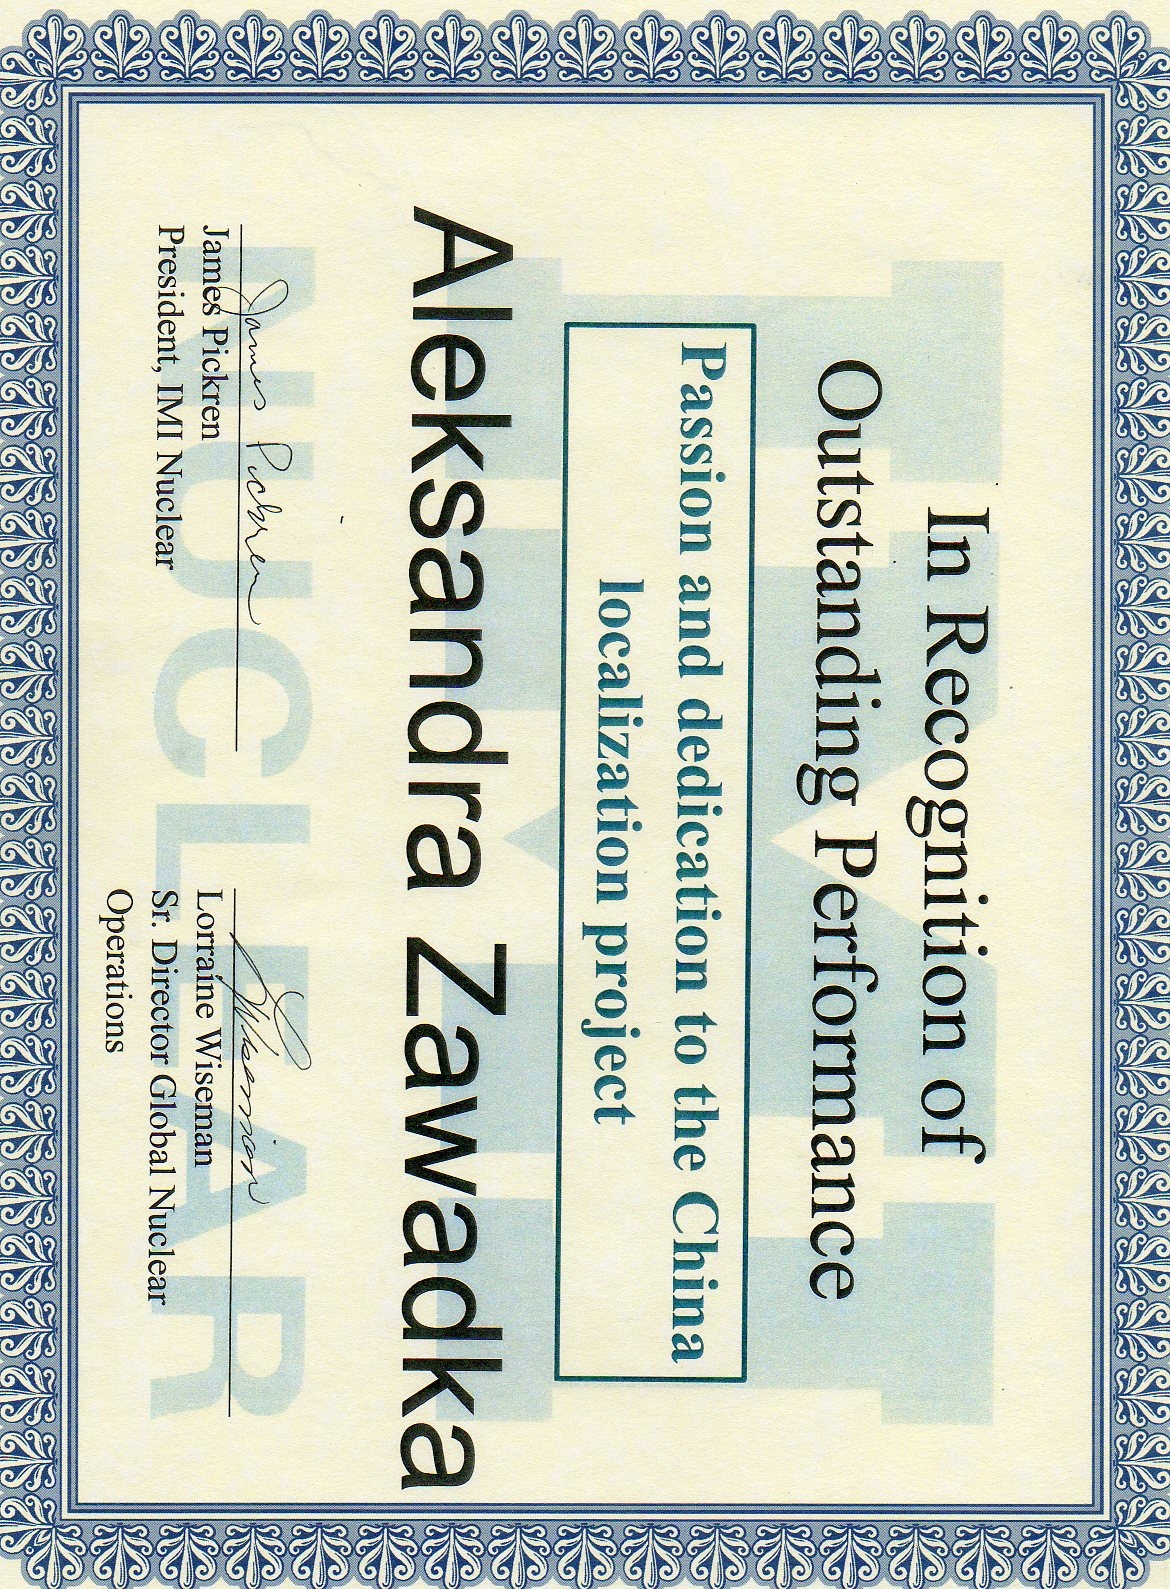 In Recognition of
Outstanding Performance
Passion and dedication to the China
localization project
Aleksandra Zawadka
James Pickren
James Pickren
President, IMI Nuclear
LWiseman
Lorraine Wiseman
Sr. Director Global Nuclear
Operations
IMI
NUCLEAR